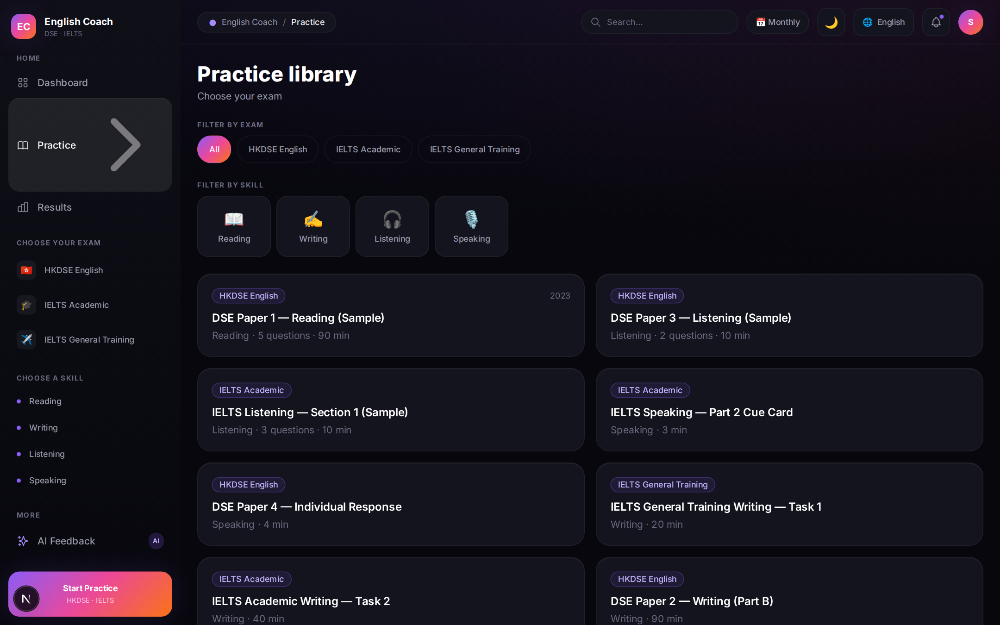 EC
English Coach
DSE · IELTS
HOME
Dashboard
Practice
Results
CHOOSE YOUR EXAM
HKDSE English
IELTS Academic
IELTS General Training
CHOOSE A SKILL
Reading
Writing
Listening
Speaking
MORE
AI Feedback
AI
Start Practice
HKDSE · IELTS
N
English Coach / Practice
Search...
Monthly
English
S
Practice library
Choose your exam
FILTER BY EXAM
All
HKDSE English
IELTS Academic
IELTS General Training
FILTER BY SKILL
Reading
Writing
Listening
Speaking
HKDSE English
2023
DSE Paper 1 — Reading (Sample)
Reading · 5 questions · 90 min
HKDSE English
DSE Paper 3 — Listening (Sample)
Listening · 2 questions · 10 min
IELTS Academic
IELTS Listening — Section 1 (Sample)
Listening · 3 questions · 10 min
IELTS Academic
IELTS Speaking — Part 2 Cue Card
Speaking · 3 min
HKDSE English
DSE Paper 4 — Individual Response
Speaking · 4 min
IELTS General Training
IELTS General Training Writing — Task 1
Writing · 20 min
IELTS Academic
IELTS Academic Writing — Task 2
Writing · 40 min
HKDSE English
DSE Paper 2 — Writing (Part B)
Writing · 90 min